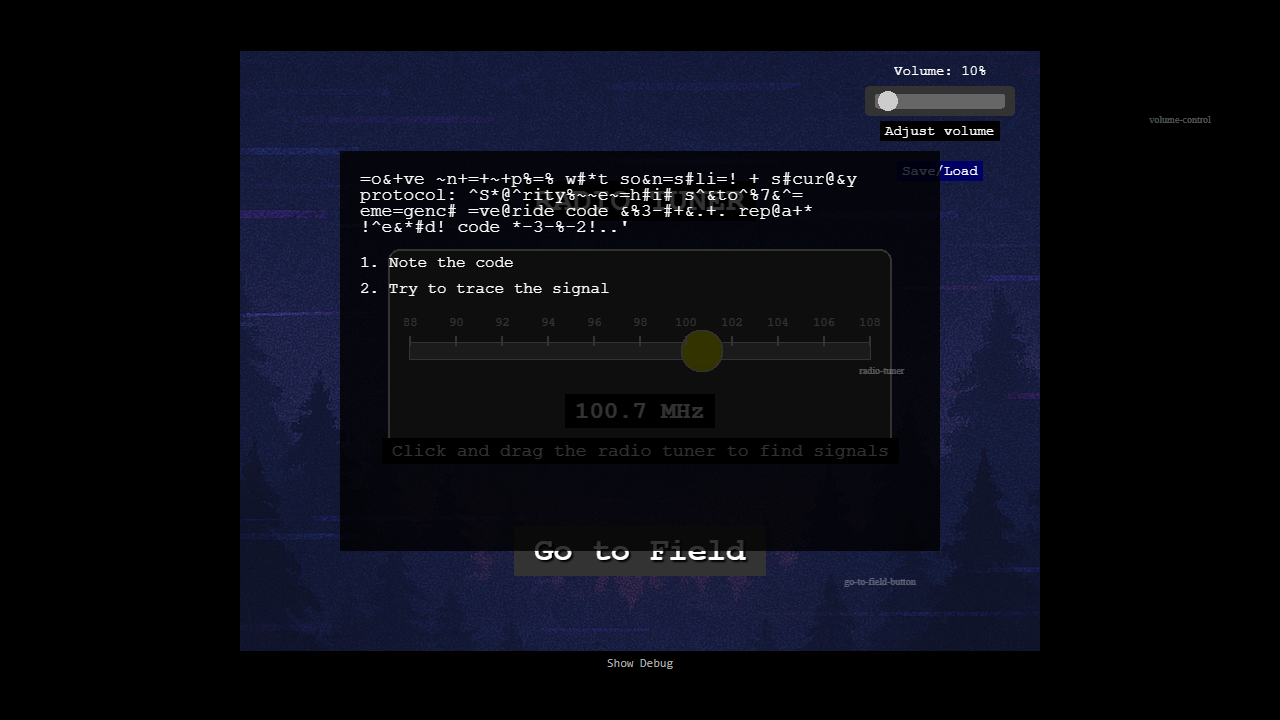 Volume: 10%
volume-control
Adjust volume
Save/Load
=o&+ve ~n+=+~+p%=% w#*t so&n=s#li=! + s#cur@&y
protocol: ^S*@^rity%~~e~=h#i# s^&to^%7&^=
RADIO TUNER
eme=genc# =ve@ride code &%3-#+&.+. rep@a+*
!^e&*#d! code *-3-%-2!..'
1. Note the code
2. Try to trace the signal
88 90 92 94 96 98 100 102 104 106 108
radio-tuner
100.7 MHz
Click and drag the radio tuner to find signals
Go to Field
go-to-field-button
Show Debug